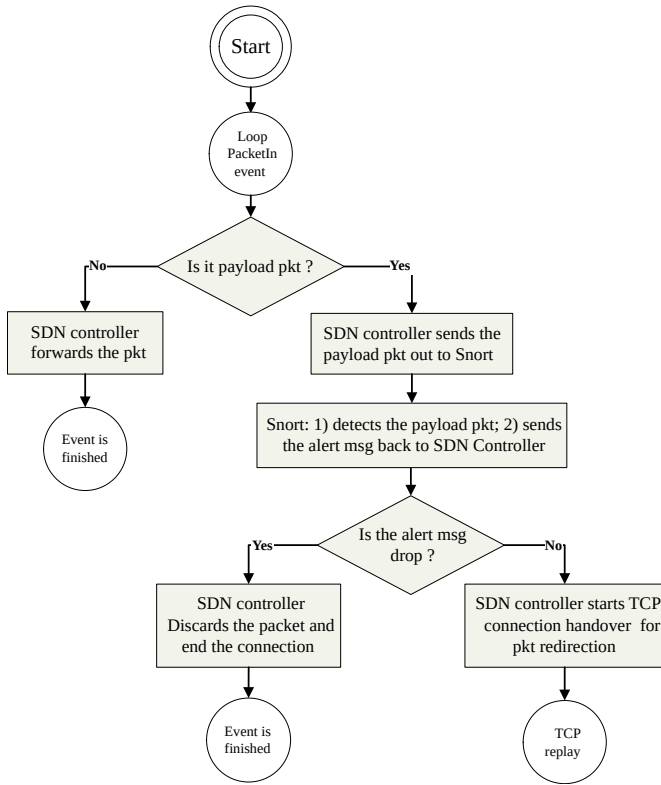 Start
Loop
PacketIn
event
Is it payload pkt ?
No
Yes
SDN controller
forwards the pkt
SDN controller sends the
payload pkt out to Snort
Event is
finished
Snort: 1) detects the payload pkt; 2) sends
the alert msg back to SDN Controller
Is the alert msg
drop ?
Yes
No
SDN controller
Discards the packet and
end the connection
SDN controller starts TCP
connection handover for
pkt redirection
Event is
finished
TCP
replay